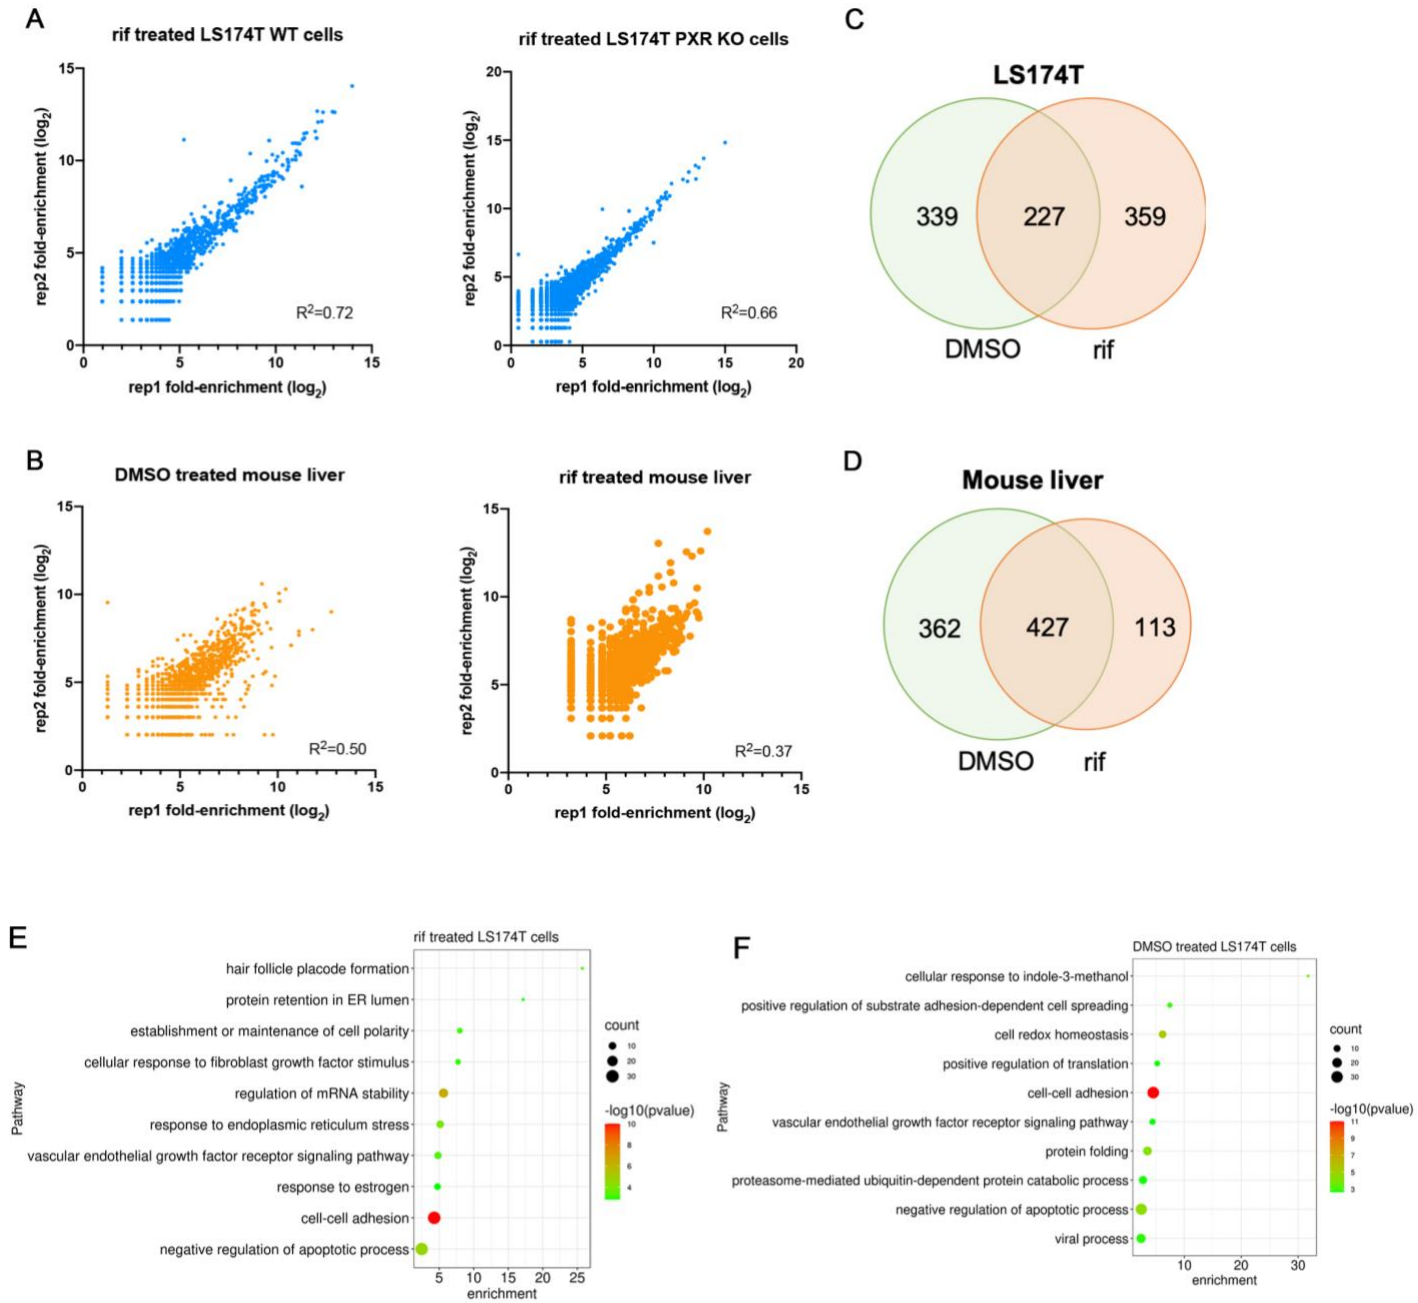 A
rif treated LS174T WT cells
15
10
5
0
0
5
10
15
rep2 fold-enrichment (log2)
R2=0.72
rep1 fold-enrichment (log2)
rif treated LS174T PXR KO cells
20
15
10
5
0
0
5
10
15
20
rep2 fold-enrichment (log2)
R2=0.66
rep1 fold-enrichment (log2)
C
LS174T
339
227
359
DMSO
rif
B
DMSO treated mouse liver
15
10
5
0
0
5
10
15
rep2 fold-enrichment (log2)
R2=0.50
rep1 fold-enrichment (log2)
rif treated mouse liver
15
10
5
0
0
5
10
15
rep2 fold-enrichment (log2)
R2=0.37
rep1 fold-enrichment (log2)
D
Mouse liver
362
427
113
DMSO
rif
E
rif treated LS174T cells
Pathway
hair follicle placode formation
protein retention in ER lumen
establishment or maintenance of cell polarity
cellular response to fibroblast growth factor stimulus
regulation of mRNA stability
response to endoplasmic reticulum stress
vascular endothelial growth factor receptor signaling pathway
response to estrogen
cell-cell adhesion
negative regulation of apoptotic process
5
10
15
20
25
enrichment
count
10
20
30
-log10(pvalue)
10
8
6
4
F
DMSO treated LS174T cells
Pathway
cellular response to indole-3-methanol
positive regulation of substrate adhesion-dependent cell spreading
cell redox homeostasis
positive regulation of translation
cell-cell adhesion
vascular endothelial growth factor receptor signaling pathway
protein folding
proteasome-mediated ubiquitin-dependent protein catabolic process
negative regulation of apoptotic process
viral process
10
20
30
enrichment
count
10
20
30
-log10(pvalue)
11
9
7
5
3